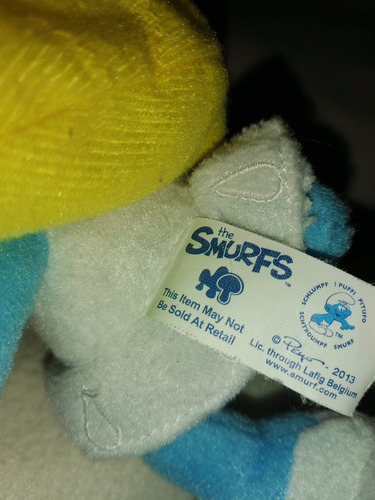 the
SMURFS™
This Item May Not
Be Sold At Retail
SCHLUMPF I PUFFI PITUFO
SCHTROUMPF SMURF
TM
© Peyo - 2013
Lic. through Lafig Belgium
www.smurf.com